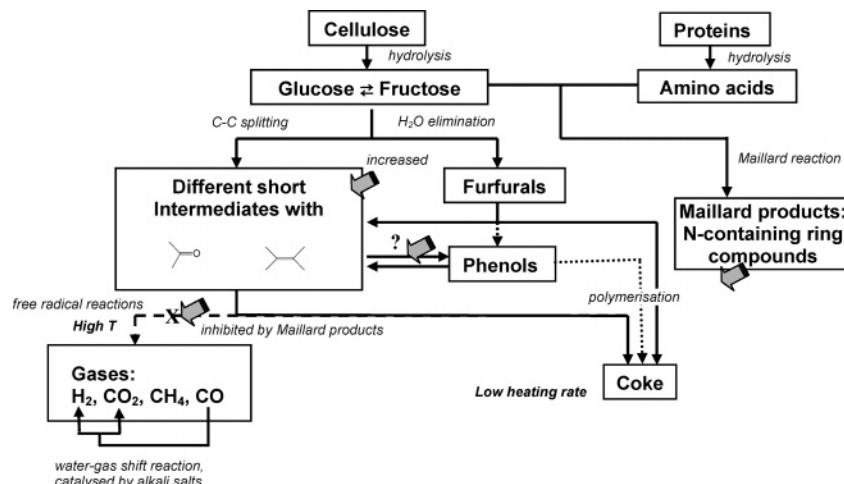 Cellulose
Proteins
hydrolysis
hydrolysis
Glucose ⇄ Fructose
Amino acids
C-C splitting
H₂O elimination
increased
Maillard reaction
Different short
Intermediates with
Furfurals
Maillard products:
N-containing ring
compounds
O
?
Phenols
polymerisation
free radical reactions
High T
X
inhibited by Maillard products
Gases:
H₂, CO₂, CH₄, CO
Low heating rate
Coke
water-gas shift reaction,
catalysed by alkali salts